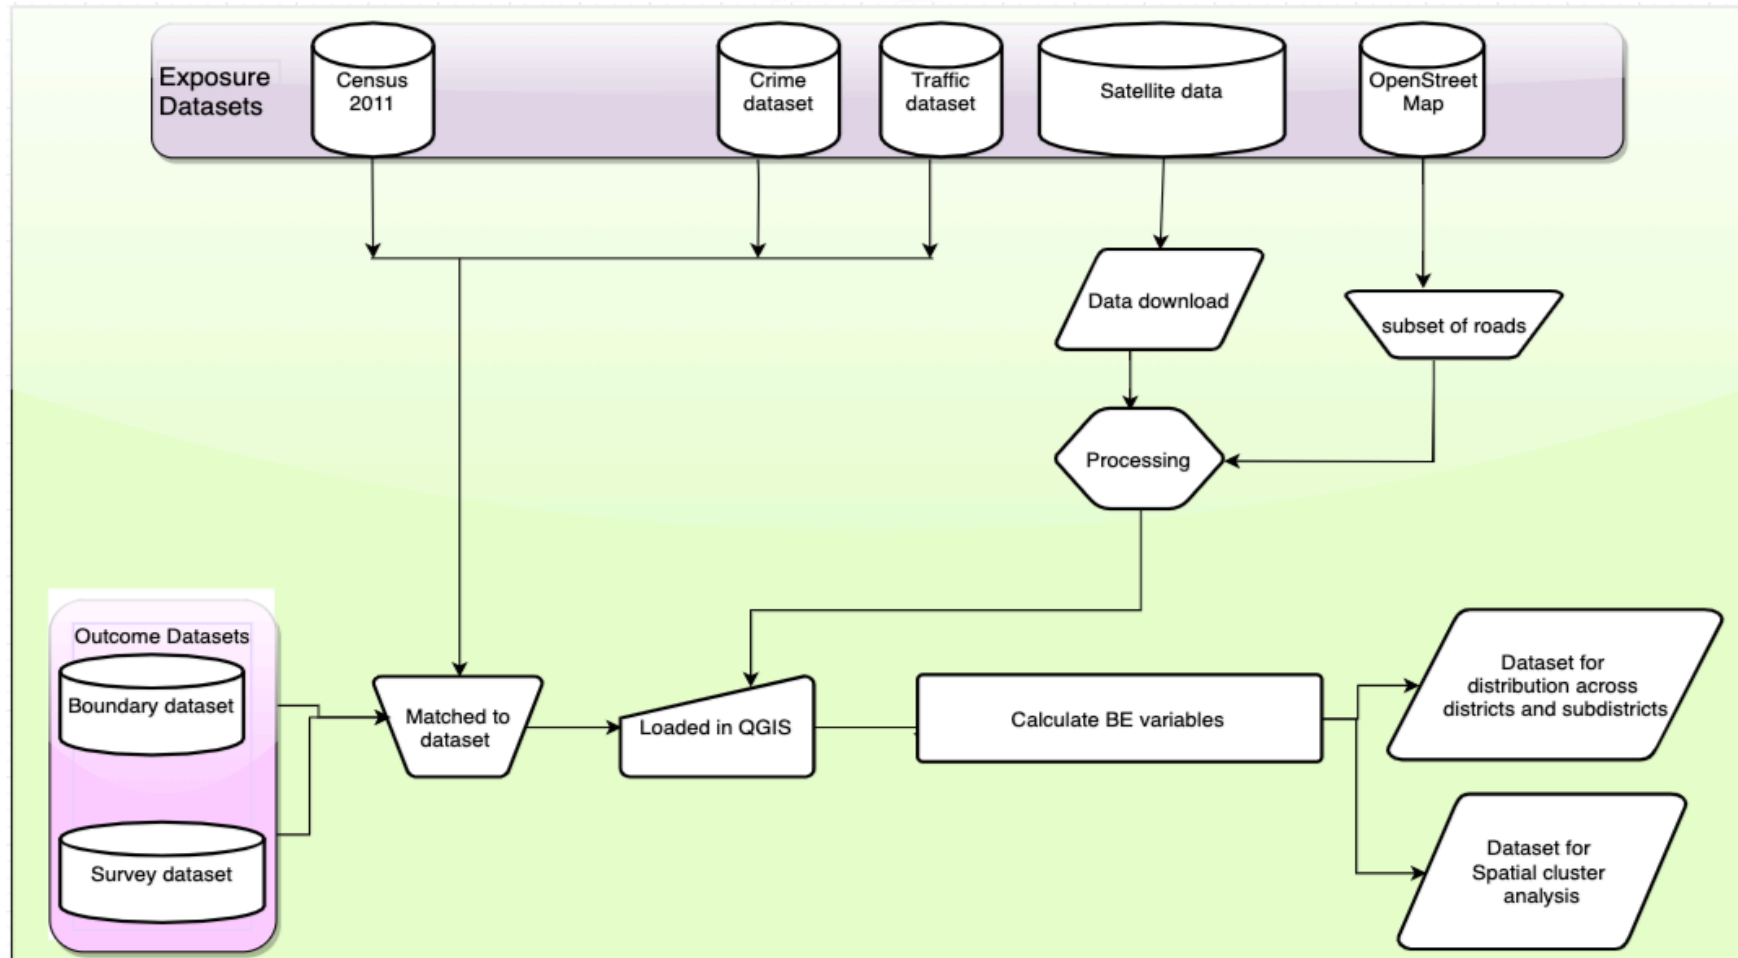 Exposure
Datasets
Census
2011
Crime
dataset
Traffic
dataset
Satellite data
OpenStreet
Map
Data download
subset of roads
Processing
Outcome Datasets
Boundary dataset
Survey dataset
Matched to
dataset
Loaded in QGIS
Calculate BE variables
Dataset for
distribution across
districts and subdistricts
Dataset for
Spatial cluster
analysis